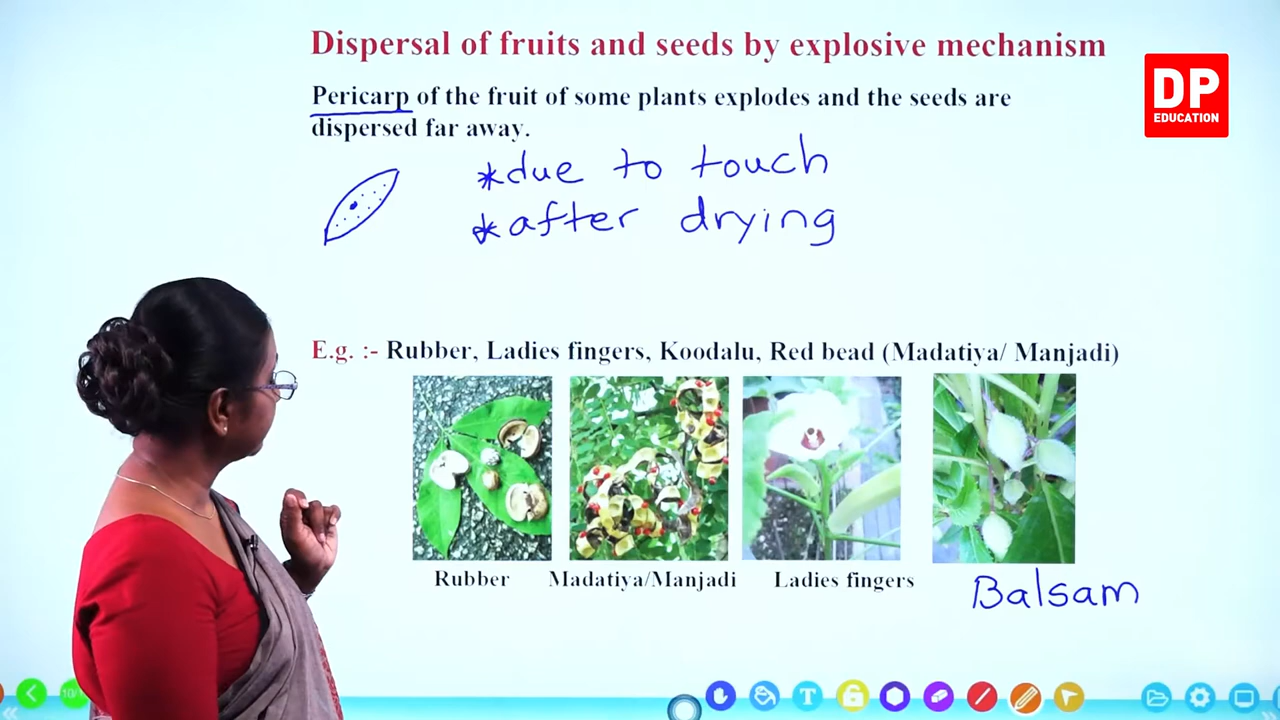 Dispersal of fruits and seeds by explosive mechanism
DP
EDUCATION
Pericarp of the fruit of some plants explodes and the seeds are
dispersed far away.
*due to touch
*after drying
E.g. :- Rubber, Ladies fingers, Koodalu, Red bead (Madatiya/ Manjadi)
Rubber Madatiya/Manjadi Ladies fingers
Balsam
T